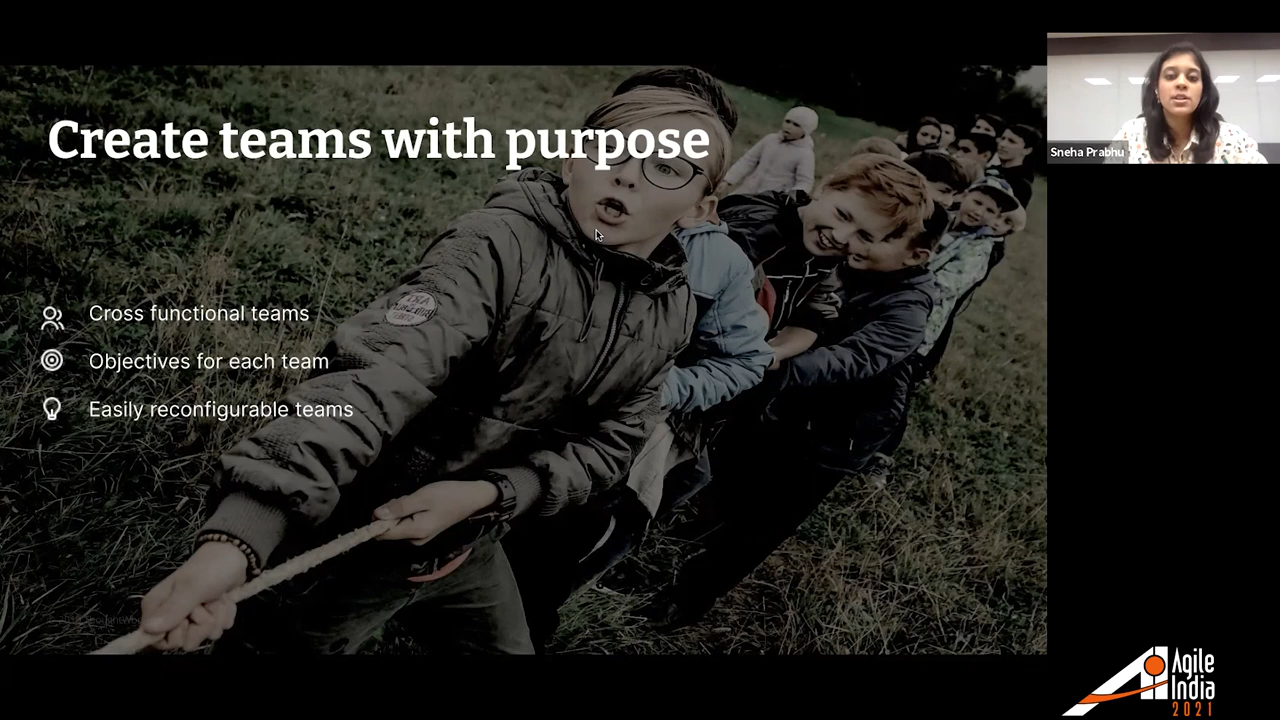 Create teams with purpose
Cross functional teams
Objectives for each team
Easily reconfigurable teams
Sneha Prabhu
Agile
India
2021